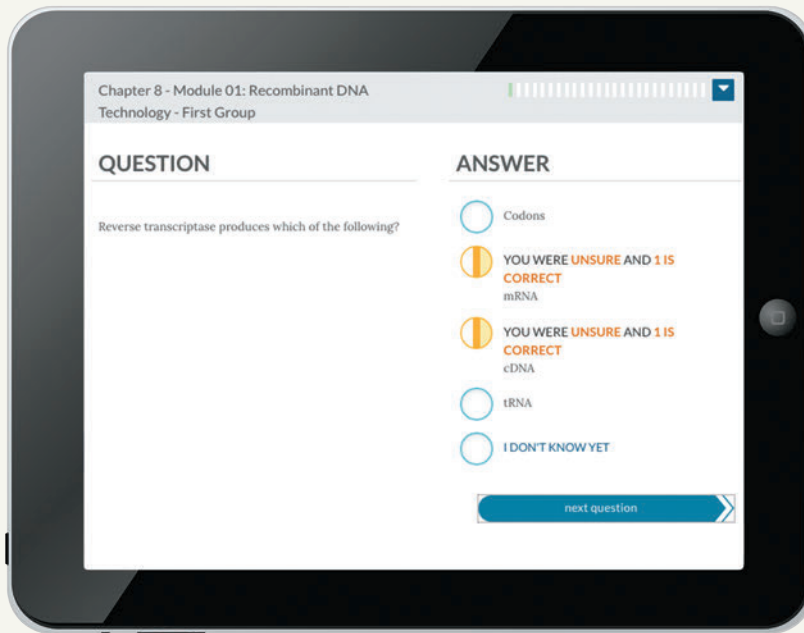 Chapter 8 - Module 01: Recombinant DNA
Technology - First Group
QUESTION
Reverse transcriptase produces which of the following?
ANSWER
Codons
YOU WERE UNSURE AND 1 IS
CORRECT
mRNA
YOU WERE UNSURE AND 1 IS
CORRECT
cDNA
tRNA
I DON'T KNOW YET
next question